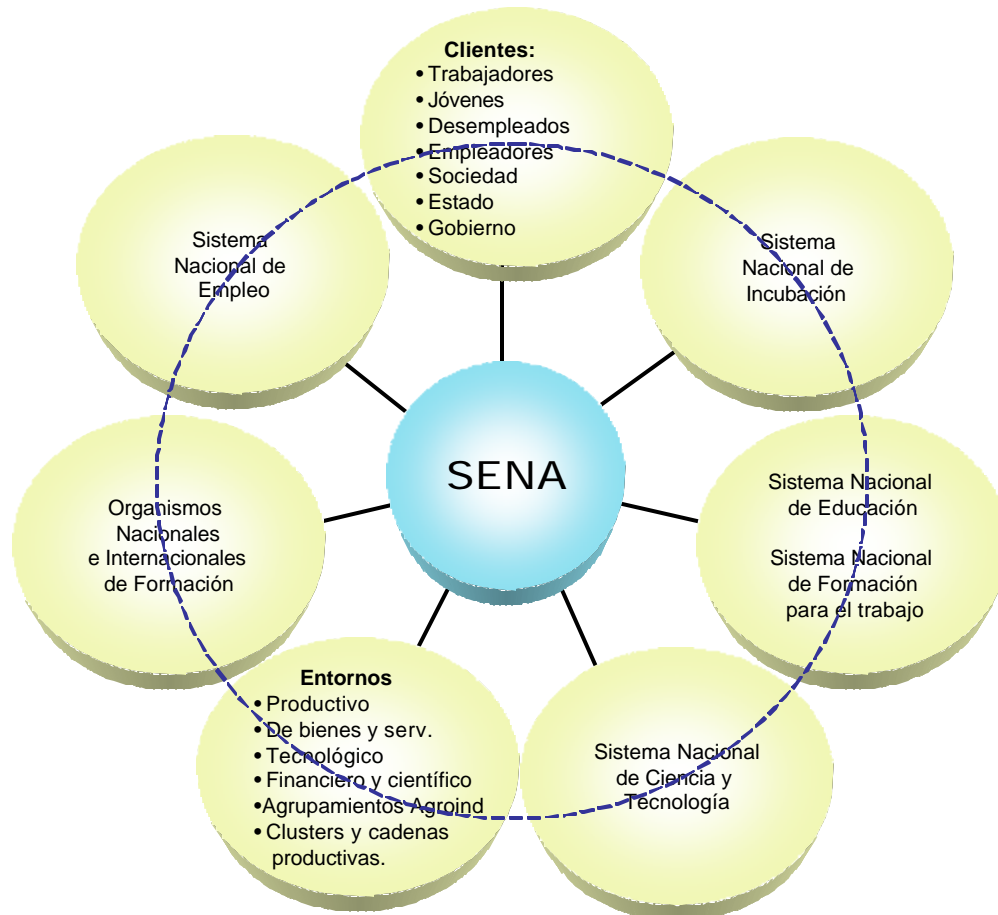 Clientes:
• Trabajadores
• Jóvenes
• Desempleados
• Empleadores
• Sociedad
• Estado
• Gobierno
Sistema
Nacional de
Incubación
Sistema Nacional
de Educación
Sistema Nacional
de Formación
para el trabajo
Sistema Nacional
de Ciencia y
Tecnología
Entornos
• Productivo
• De bienes y serv.
• Tecnológico
• Financiero y científico
•Agrupamientos Agroind
• Clusters y cadenas
productivas.
Organismos
Nacionales
e Internacionales
de Formación
Sistema
Nacional de
Empleo
SENA